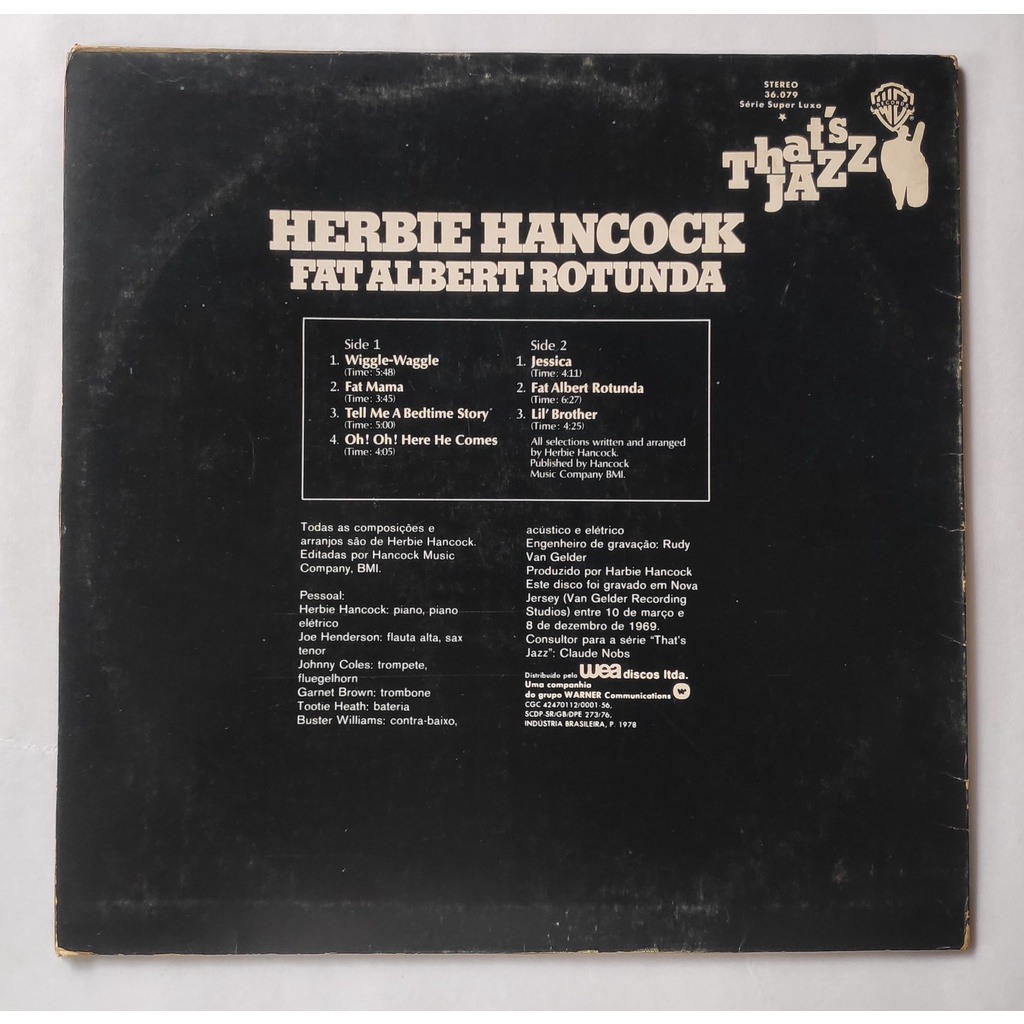 STEREO
36.079
Série Super Luxo
That's
JAZZ
RECORDS
HERBIE HANCOCK
FAT ALBERT ROTUNDA
Side 1
1. Wiggle-Waggle
(Time: 5:48)
2. Fat Mama
(Time: 3:45)
3. Tell Me A Bedtime Story
(Time: 5:00)
4. Oh! Oh! Here He Comes
(Time: 4:05)
Side 2
1. Jessica
(Time: 4:11)
2. Fat Albert Rotunda
(Time: 6:27)
3. Lil' Brother
(Time: 4:25)
All selections written and arranged
by Herbie Hancock.
Published by Hancock
Music Company BMI.
Todas as composições e
arranjos são de Herbie Hancock.
Editadas por Hancock Music
Company, BMI.
Pessoal:
Herbie Hancock: piano, piano
elétrico
Joe Henderson: flauta alta, sax
tenor
Johnny Coles: trompete,
fluegelhorn
Garnet Brown: trombone
Tootie Heath: bateria
Buster Williams: contra-baixo,
acústico e elétrico
Engenheiro de gravação: Rudy
Van Gelder
Produzido por Harbie Hancock
Este disco foi gravado em Nova
Jersey (Van Gelder Recording
Studios) entre 10 de março e
8 de dezembro de 1969.
Consultor para a série "That's
Jazz": Claude Nobs
Distribuído pela wea discos ltda.
Uma companhia
do grupo WARNER Communications
CGC 42470112/0001-56,
SCDP-SR/GB/DPE 273/76,
INDÚSTRIA BRASILEIRA, P. 1978